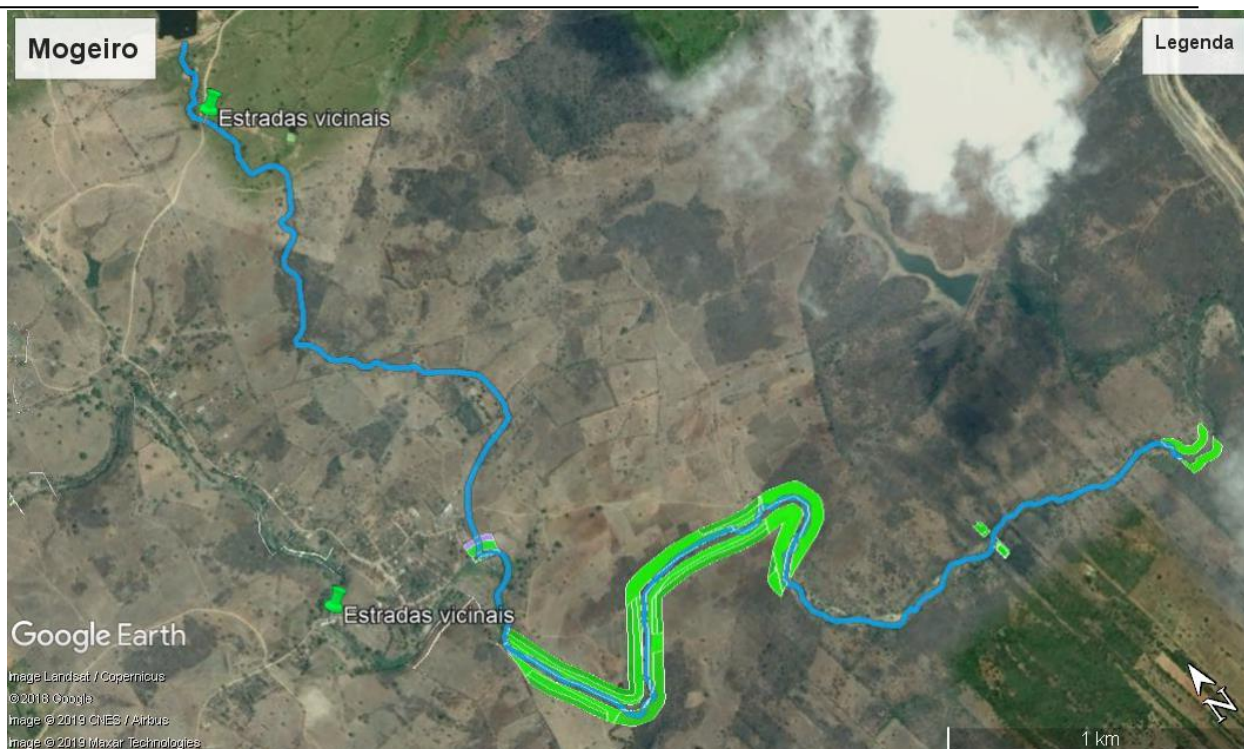 Mogeiro
Legenda
Estradas vicinais
Estradas vicinais
Google Earth
Image Landsat / Copernicus
© 2018 Google
Image © 2019 CNES / Airbus
Image © 2019 Maxar Technologies
N
1 km